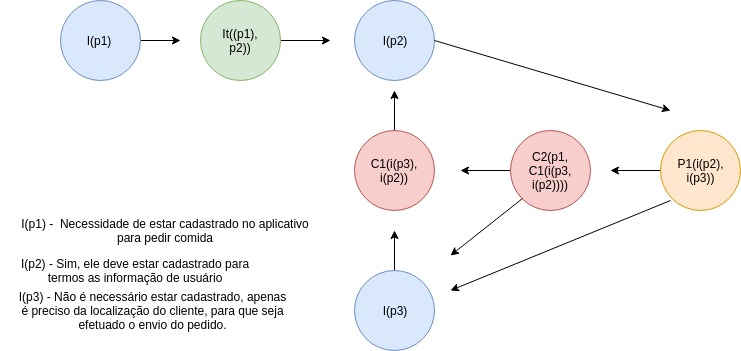 I(p1)
It((p1),
p2))
I(p2)
C1(i(p3),
i(p2))
C2(p1,
C1(i(p3,
i(p2))))
P1(i(p2),
i(p3))
I(p1) - Necessidade de estar cadastrado no aplicativo
para pedir comida
I(p2) - Sim, ele deve estar cadastrado para
termos as informação de usuário
I(p3) - Não é necessário estar cadastrado, apenas
é preciso da localização do cliente, para que seja
efetuado o envio do pedido.
I(p3)